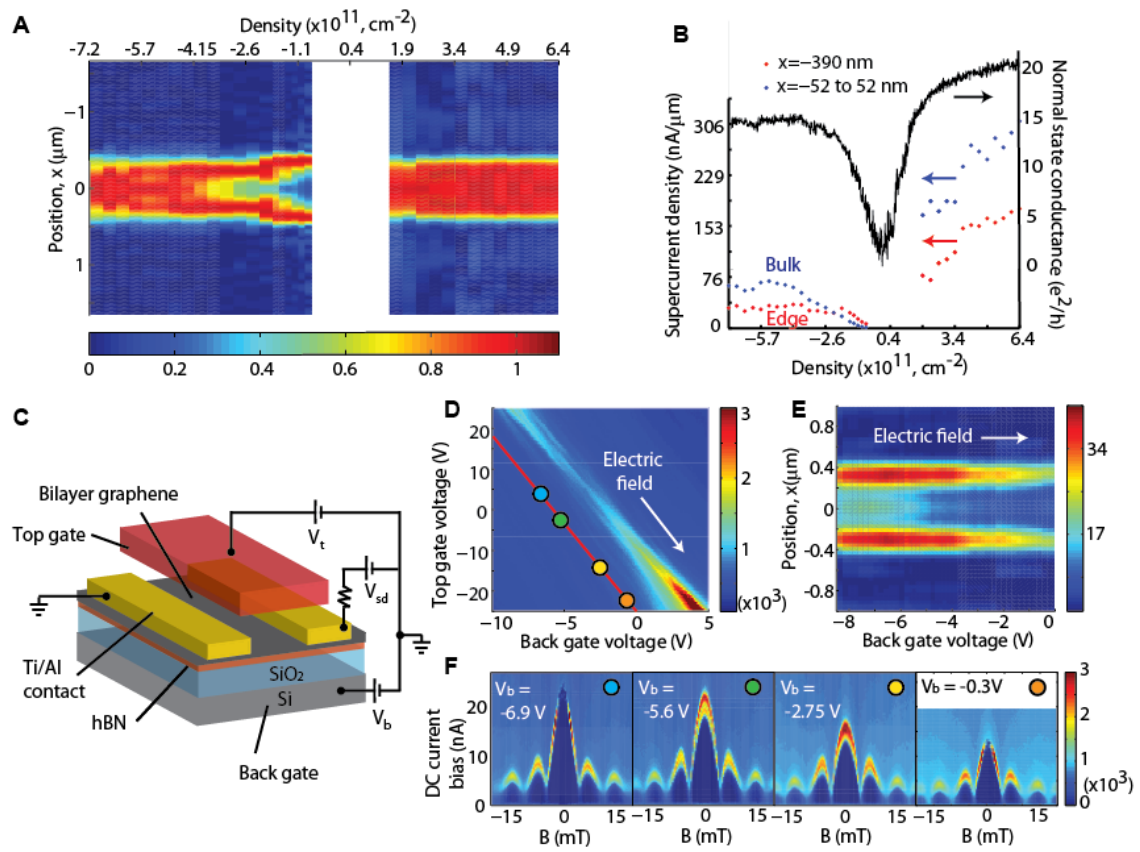 A
Density (x10¹¹, cm⁻²)
-7.2 -5.7 -4.15 -2.6 -1.1 0.4 1.9 3.4 4.9 6.4
Position, x (μm)
-1
0
1
0 0.2 0.4 0.6 0.8 1
B
x=−390 nm
x=−52 to 52 nm
Supercurrent density (nA/μm)
306
229
153
76
0
Bulk
Edge
Normal state conductance (e²/h)
20
15
10
5
0
−5.7 −2.6 0.4 3.4 6.4
Density (x10¹¹, cm⁻²)
C
Bilayer graphene
Top gate
Ti/Al contact
hBN
SiO₂
Si
Back gate
Vt
Vsd
Vb
D
Top gate voltage (V)
20
10
0
−10
−20
Electric
field
−10 −5 0 5
Back gate voltage (V)
3
2
1
0
(x10³)
E
Position, x(μm)
0.8
0.4
0
-0.4
-0.8
Electric field
−8 −6 −4 −2 0
Back gate voltage (V)
34
17
F
DC current
bias (nA)
20
10
0
Vb =
-6.9 V
Vb =
-5.6 V
Vb =
-2.75 V
Vb = -0.3V
−15 0 15 −15 0 15 −15 0 15 −15 0 15
B (mT) B (mT) B (mT) B (mT)
3
2
1
0
(x10³)